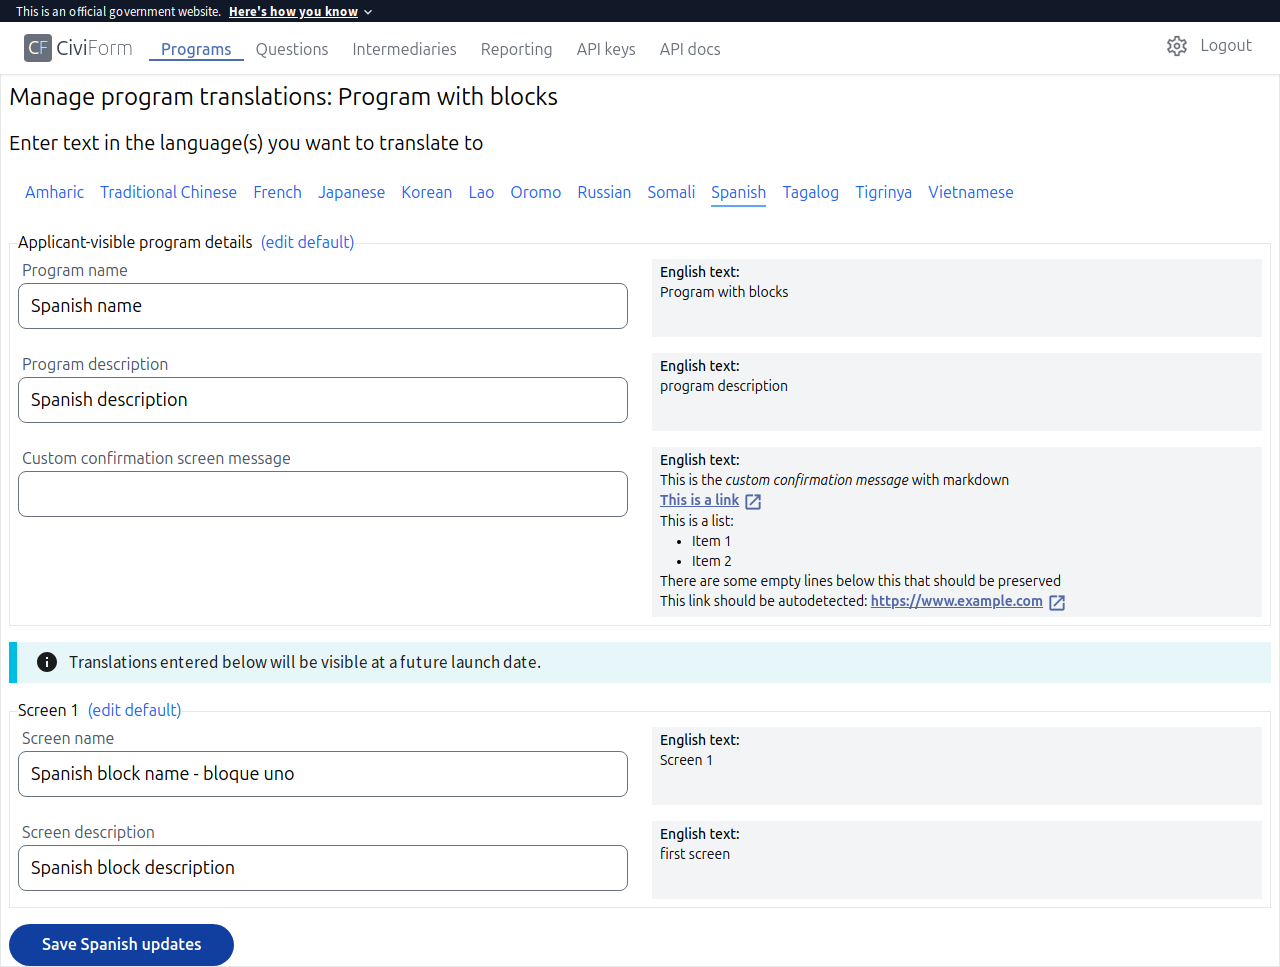 This is an official government website. Here's how you know
CF CiviForm Programs Questions Intermediaries Reporting API keys API docs Logout
Manage program translations: Program with blocks
Enter text in the language(s) you want to translate to
Amharic Traditional Chinese French Japanese Korean Lao Oromo Russian Somali Spanish Tagalog Tigrinya Vietnamese
Applicant-visible program details (edit default)
Program name
Spanish name
English text:
Program with blocks
Program description
Spanish description
English text:
program description
Custom confirmation screen message
English text:
This is the custom confirmation message with markdown
This is a link
This is a list:
• Item 1
• Item 2
There are some empty lines below this that should be preserved
This link should be autodetected: https://www.example.com
Translations entered below will be visible at a future launch date.
Screen 1 (edit default)
Screen name
Spanish block name - bloque uno
English text:
Screen 1
Screen description
Spanish block description
English text:
first screen
Save Spanish updates